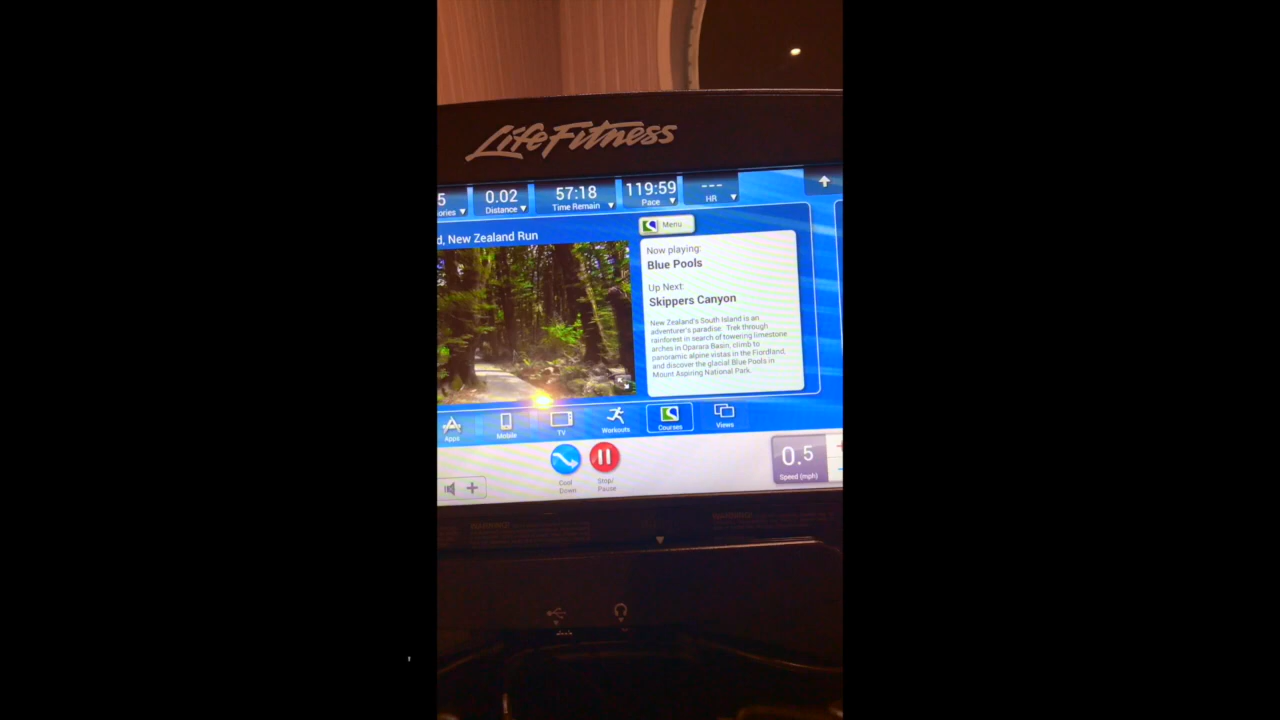 LifeFitness
5 0.02 57:18 119:59 --- 
ories Distance Time Remain Pace HR
d, New Zealand Run
Menu
Now playing:
Blue Pools
Up Next:
Skippers Canyon
New Zealand's South Island is an
adventurer's paradise. Trek through
rainforest in search of towering limestone
arches in Oparara Basin, climb to
panoramic alpine vistas in the Fiordland,
and discover the glacial Blue Pools in
Mount Aspiring National Park.
Apps Mobile TV Workouts Courses Views
Cool
Down
Stop/
Pause
0.5
Speed (mph)
WARNING!